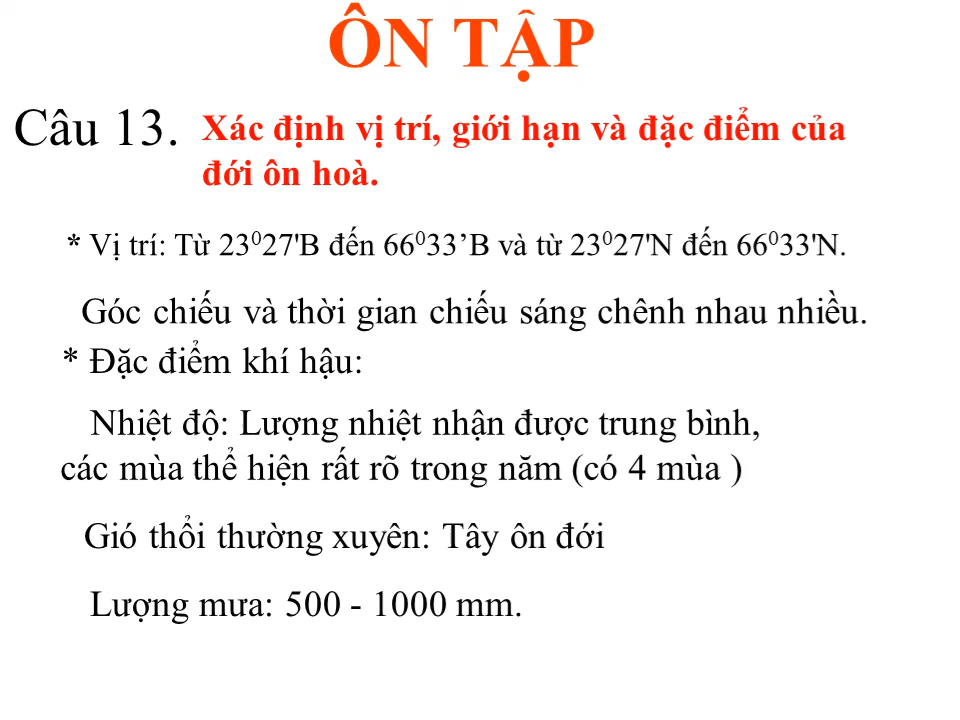 ÔN TẬP
Câu 13. Xác định vị trí, giới hạn và đặc điểm của
đới ôn hoà.
* Vị trí: Từ 23⁰27'B đến 66⁰33’B và từ 23⁰27'N đến 66⁰33'N.
Góc chiếu và thời gian chiếu sáng chênh nhau nhiều.
* Đặc điểm khí hậu:
Nhiệt độ: Lượng nhiệt nhận được trung bình,
các mùa thể hiện rất rõ trong năm (có 4 mùa )
Gió thổi thường xuyên: Tây ôn đới
Lượng mưa: 500 - 1000 mm.